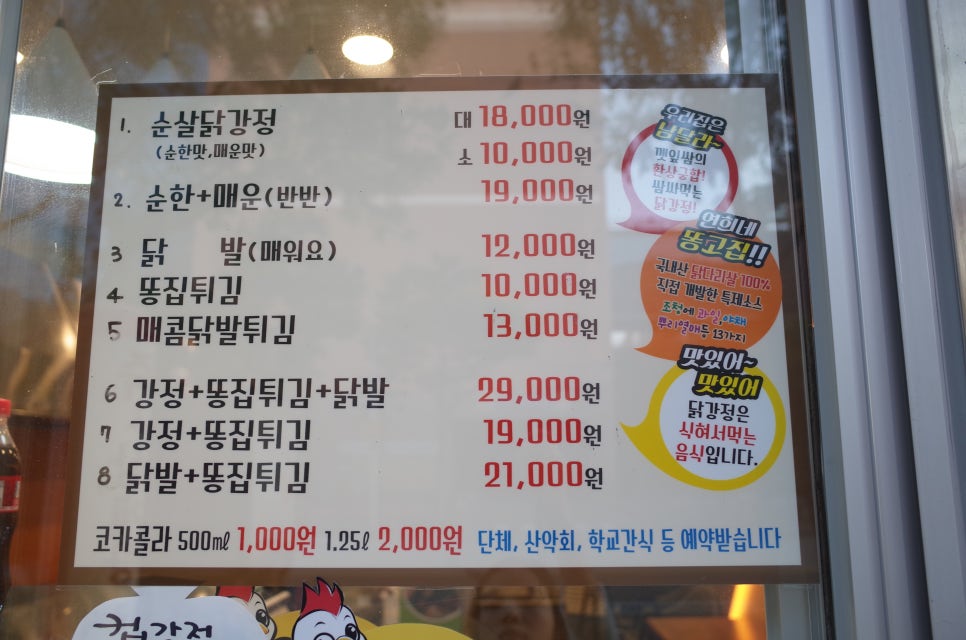 1. 순살닭강정 대 18,000원
(순한맛,매운맛) 소 10,000원
2. 순한+매운(반반) 19,000원
3 닭 발(매워요) 12,000원
4 똥집튀김 10,000원
5 매콤닭발튀김 13,000원
6 강정+똥집튀김+닭발 29,000원
7 강정+똥집튀김 19,000원
8 닭발+똥집튀김 21,000원
코카콜라 500㎖ 1,000원 1.25ℓ 2,000원 단체, 산악회, 학교간식 등 예약받습니다
우리집은
남달라~
깻잎쌈의
환상궁합!
쌈싸먹는
닭강정!
연희네
똥고집!!
국내산 닭다리살 100%
직접 개발한 특제소스
조청에 과일,야채
뿌리열매등 13가지
맛있어~
맛있어
닭강정은
식혀서먹는
음식입니다.
컵강정